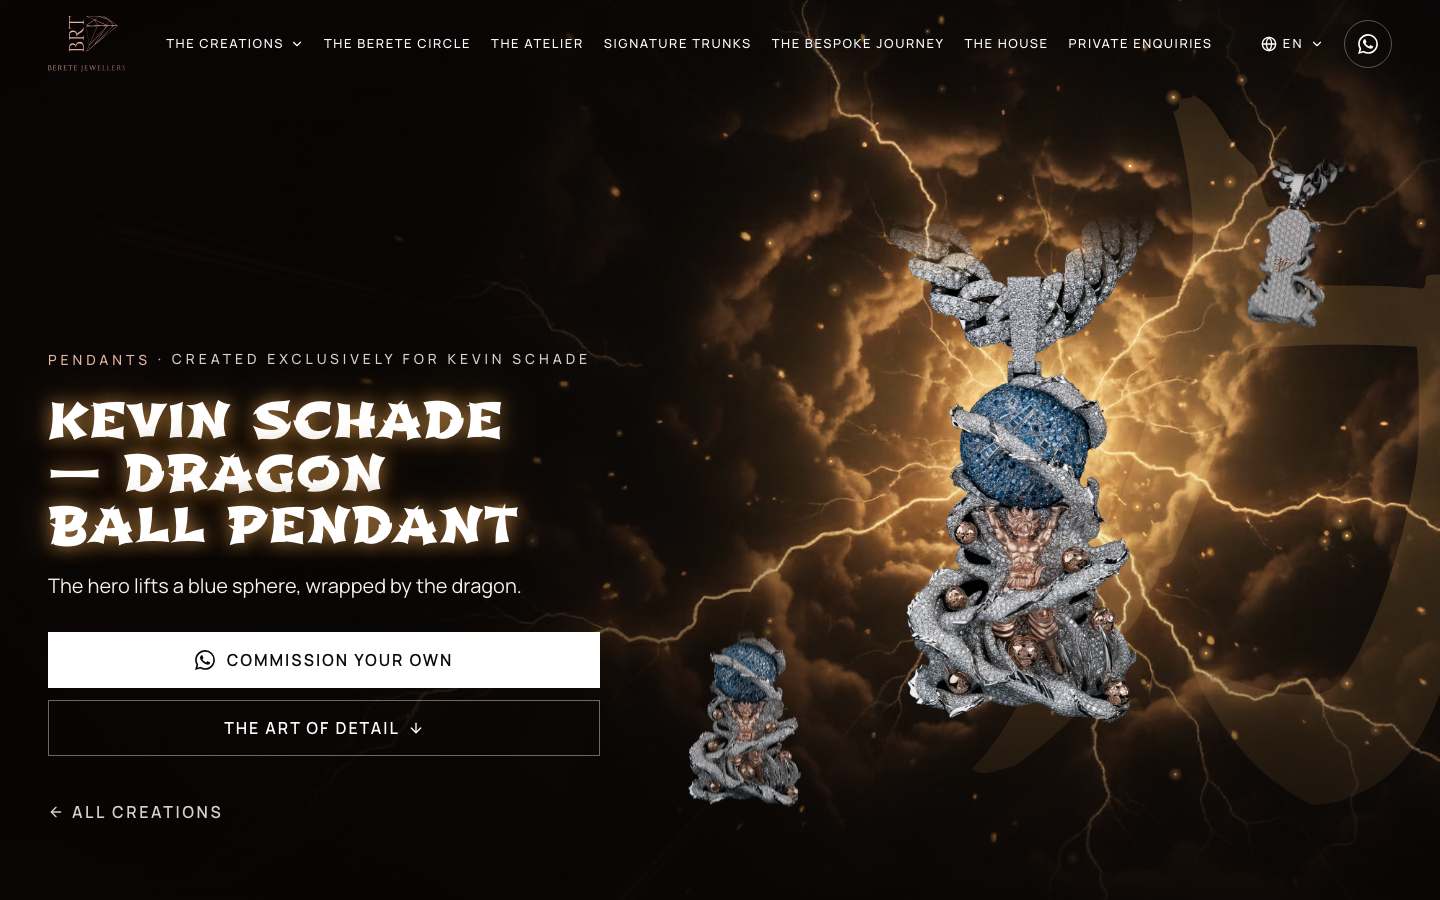 BRT
BERETE JEWELLERS
THE CREATIONS
THE BERETE CIRCLE
THE ATELIER
SIGNATURE TRUNKS
THE BESPOKE JOURNEY
THE HOUSE
PRIVATE ENQUIRIES
EN
PENDANTS · CREATED EXCLUSIVELY FOR KEVIN SCHADE
KEVIN SCHADE
— DRAGON
BALL PENDANT
The hero lifts a blue sphere, wrapped by the dragon.
COMMISSION YOUR OWN
THE ART OF DETAIL ↓
← ALL CREATIONS